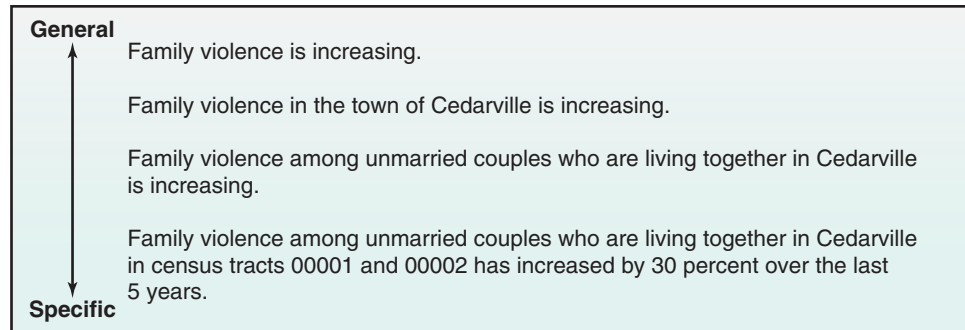 General
Family violence is increasing.
Family violence in the town of Cedarville is increasing.
Family violence among unmarried couples who are living together in Cedarville
is increasing.
Family violence among unmarried couples who are living together in Cedarville
in census tracts 00001 and 00002 has increased by 30 percent over the last
5 years.
Specific